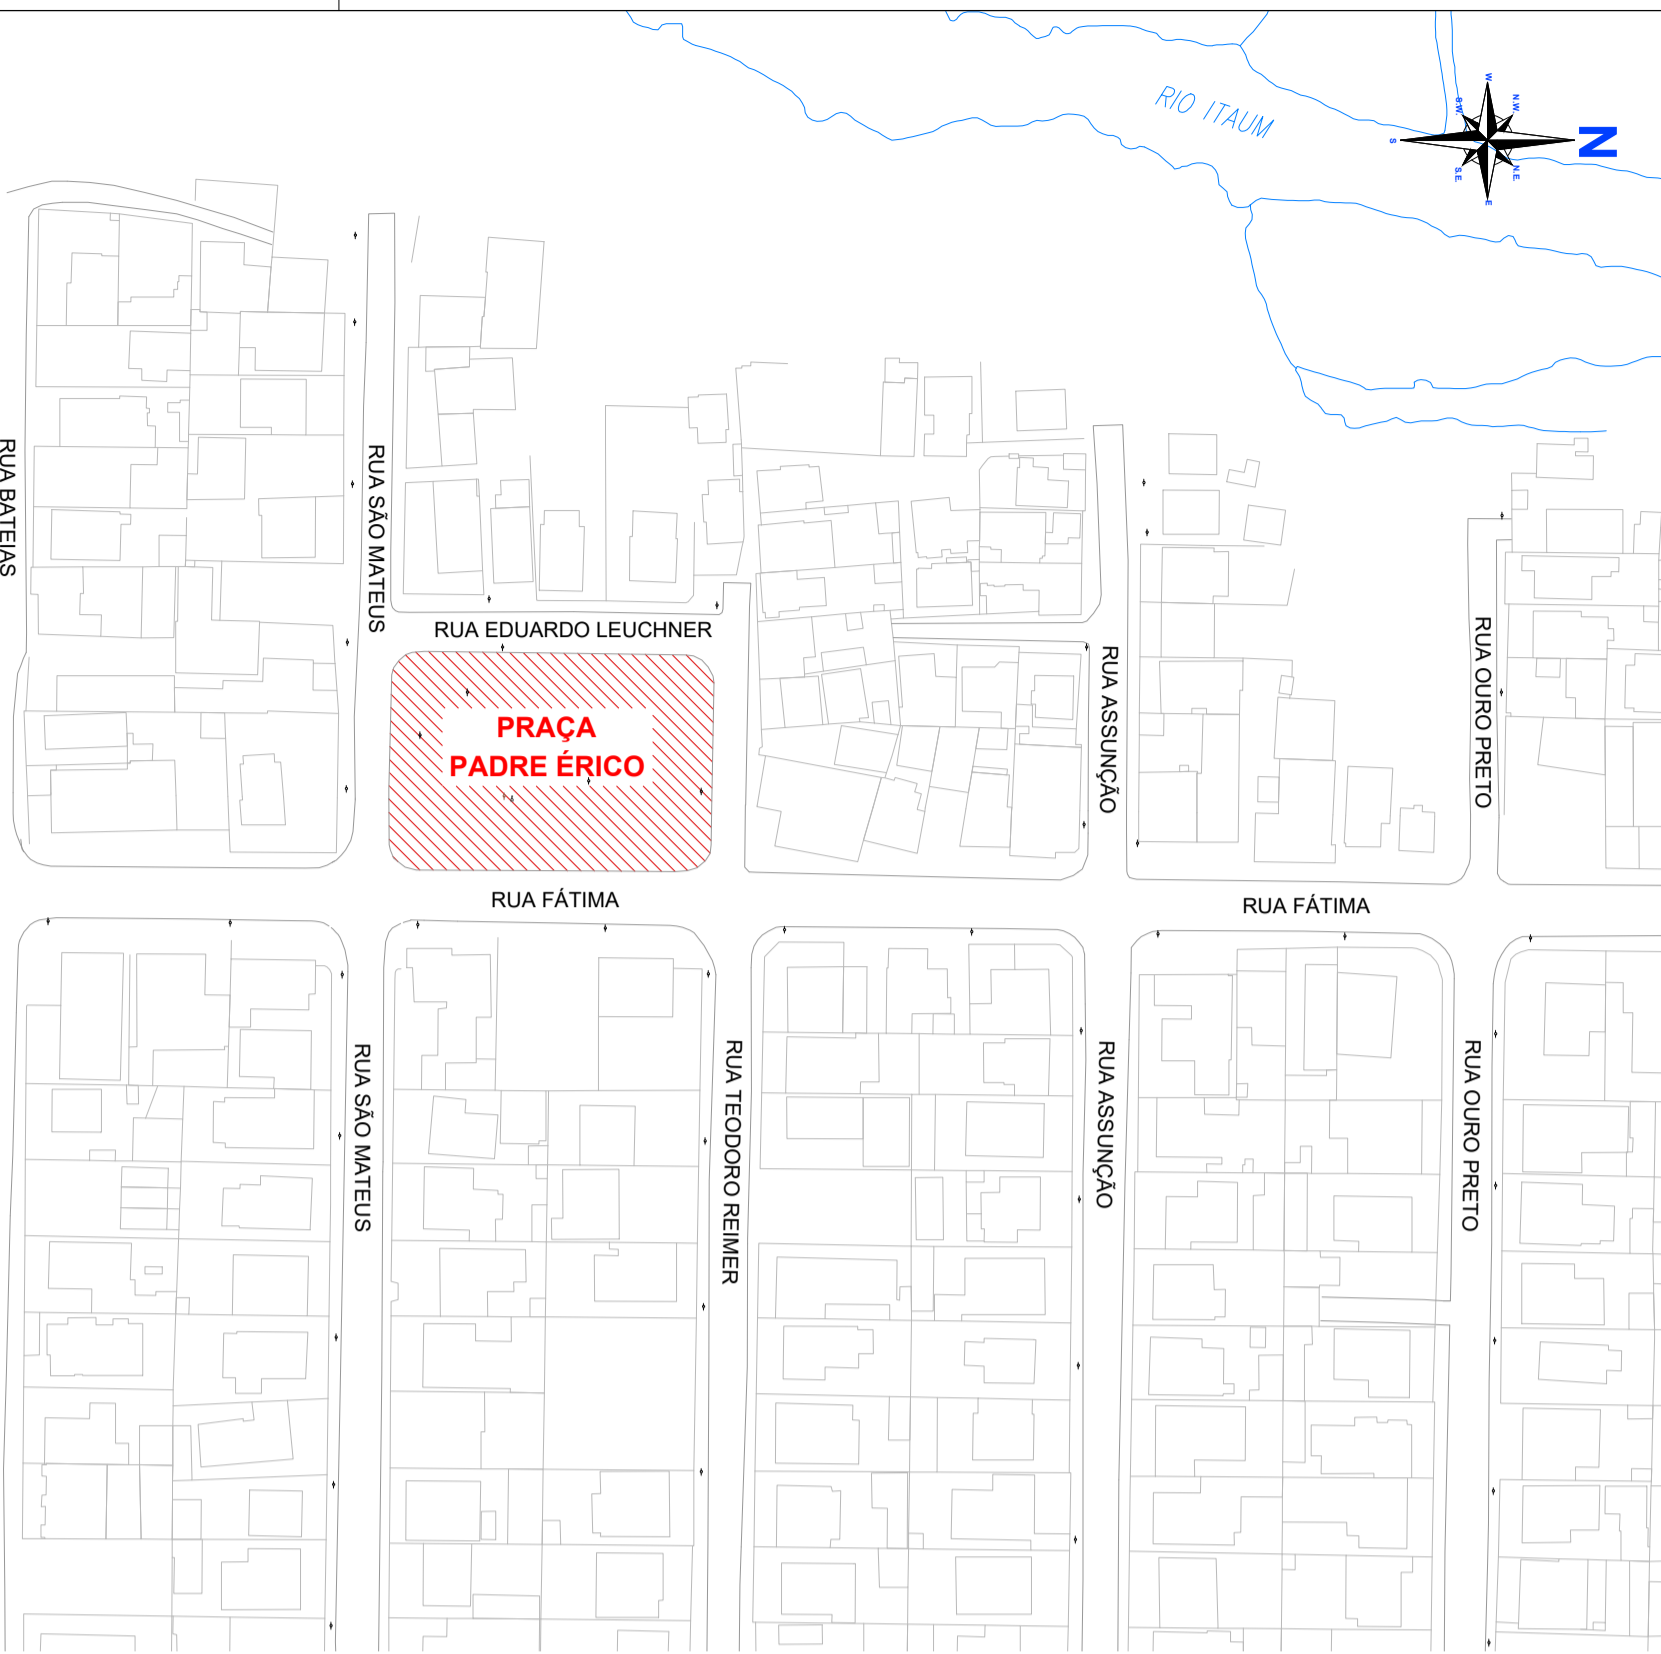 RIO ITAUM
N
W
N.W.
S.W.
S
S.E.
N.E.
E
RUA BATEIAS
RUA SÃO MATEUS
RUA EDUARDO LEUCHNER
PRAÇA
PADRE ÉRICO
RUA ASSUNÇÃO
RUA OURO PRETO
RUA FÁTIMA
RUA FÁTIMA
RUA SÃO MATEUS
RUA TEODORO REIMER
RUA ASSUNÇÃO
RUA OURO PRETO